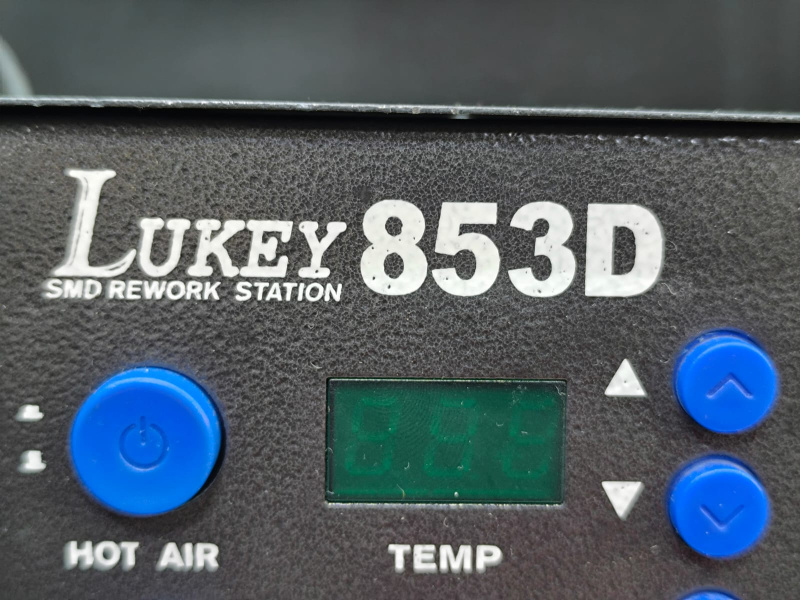 LUKEY 853D
SMD REWORK STATION
HOT AIR
TEMP